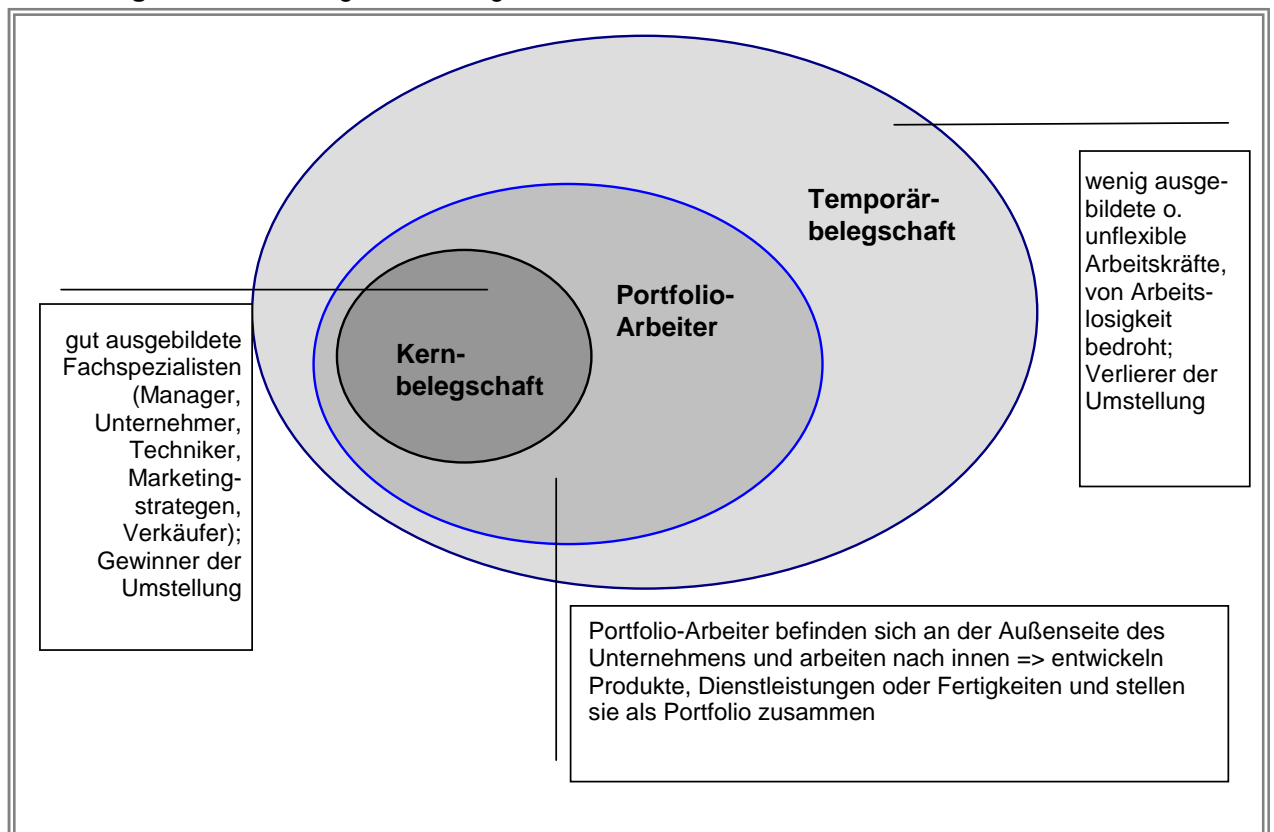 Temporär-
belegschaft
wenig ausge-
bildete o.
unflexible
Arbeitskräfte,
von Arbeits-
losigkeit
bedroht;
Verlierer der
Umstellung
Portfolio-
Arbeiter
Kern-
belegschaft
gut ausgebildete
Fachspezialisten
(Manager,
Unternehmer,
Techniker,
Marketing-
strategen,
Verkäufer);
Gewinner der
Umstellung
Portfolio-Arbeiter befinden sich an der Außenseite des
Unternehmens und arbeiten nach innen => entwickeln
Produkte, Dienstleistungen oder Fertigkeiten und stellen
sie als Portfolio zusammen